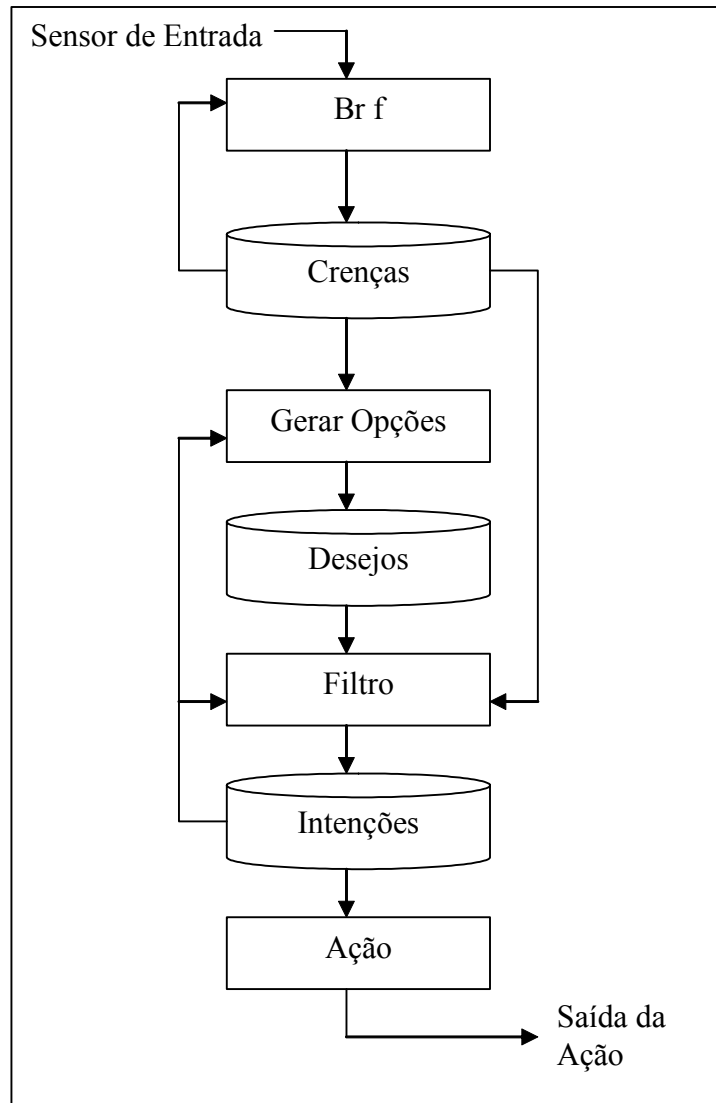 Sensor de Entrada
Br f
Crenças
Gerar Opções
Desejos
Filtro
Intenções
Ação
Saída da
Ação